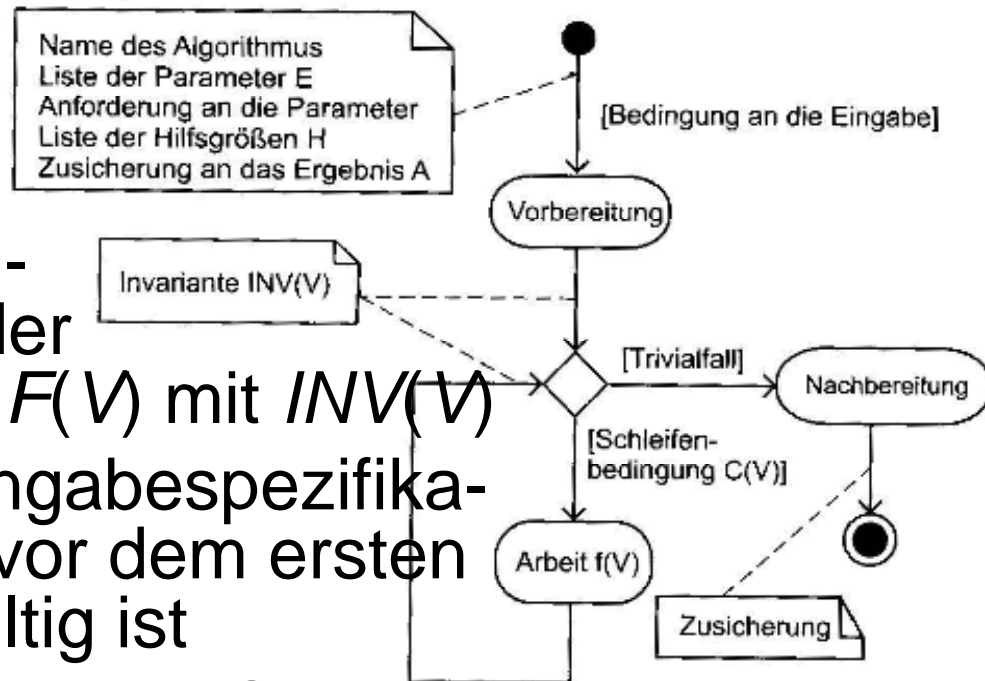 Name des Algorithmus
Liste der Parameter E
Anforderung an die Parameter
Liste der Hilfsgrößen H
Zusicherung an das Ergebnis A
[Bedingung an die Eingabe]
Vorbereitung
Invariante INV(V)
-
F(V) mit INV(V)
[Trivialfall]
Nachbereitung
[Schleifen-
bedingung C(V)]
ngabespezifika-
vor dem ersten
ltig ist
Arbeit f(V)
Zusicherung